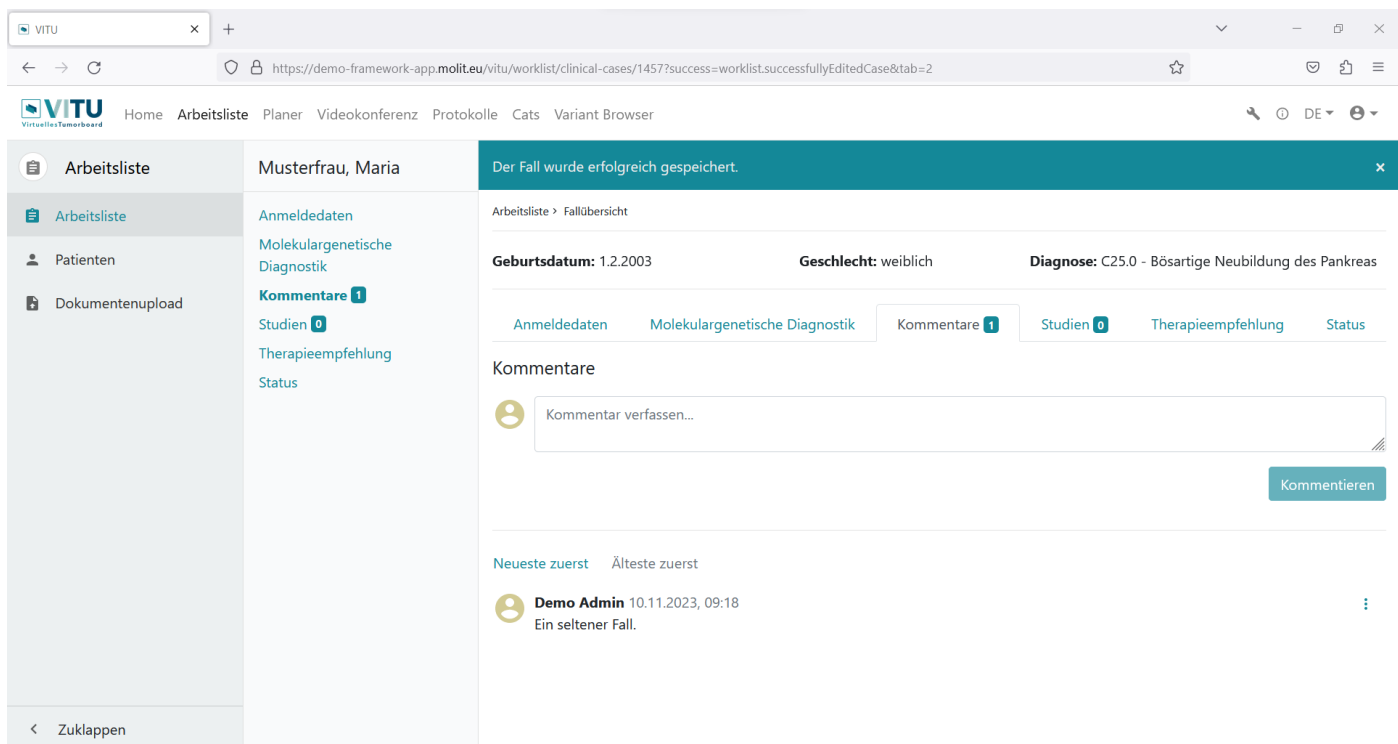 VITU
https://demo-framework-app.molit.eu/vitu/worklist/clinical-cases/1457?success=worklist.successfullyEditedCase&tab=2
VITU
VirtuellesTumorboard
Home Arbeitsliste Planer Videokonferenz Protokolle Cats Variant Browser DE
Arbeitsliste
Arbeitsliste
Patienten
Dokumentenupload
Zuklappen
Musterfrau, Maria
Anmeldedaten
Molekulargenetische
Diagnostik
Kommentare 1
Studien 0
Therapieempfehlung
Status
Der Fall wurde erfolgreich gespeichert.
Arbeitsliste > Fallübersicht
Geburtsdatum: 1.2.2003 Geschlecht: weiblich Diagnose: C25.0 - Bösartige Neubildung des Pankreas
Anmeldedaten Molekulargenetische Diagnostik Kommentare 1 Studien 0 Therapieempfehlung Status
Kommentare
Kommentar verfassen...
Kommentieren
Neueste zuerst Älteste zuerst
Demo Admin 10.11.2023, 09:18
Ein seltener Fall.